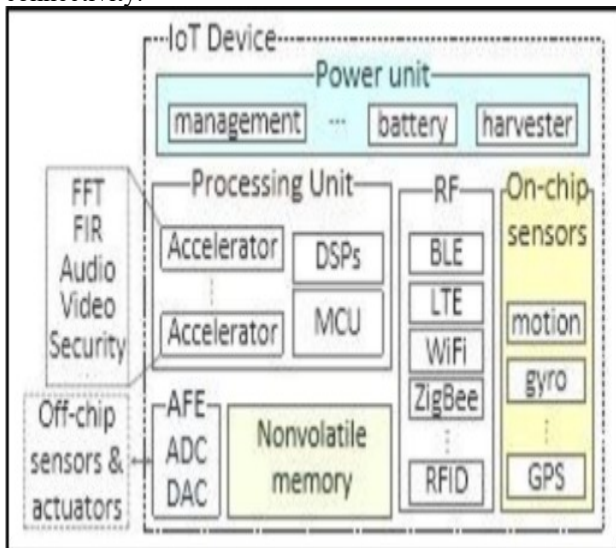 IoT Device
Power unit
management ... battery harvester
FFT
FIR
Audio
Video
Security
Processing Unit
Accelerator
Accelerator
DSPs
MCU
RF
BLE
LTE
WiFi
ZigBee
RFID
On-chip
sensors
motion
gyro
GPS
Off-chip
sensors &
actuators
AFE
ADC
DAC
Nonvolatile
memory